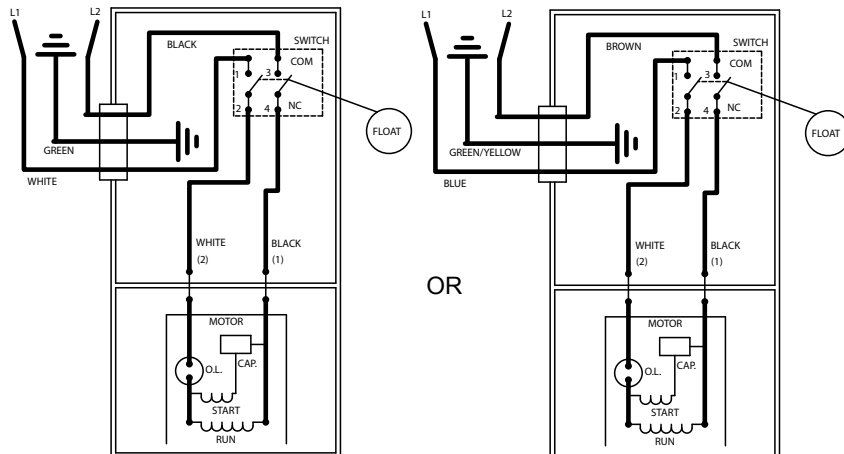 L1
L2
BLACK
SWITCH
COM
1
3
2
4
NC
FLOAT
GREEN
WHITE
WHITE
(2)
BLACK
(1)
MOTOR
CAP.
O.L.
START
RUN
OR
L1
L2
BROWN
SWITCH
COM
1
3
2
4
NC
FLOAT
GREEN/YELLOW
BLUE
WHITE
(2)
BLACK
(1)
MOTOR
CAP.
O.L.
START
RUN